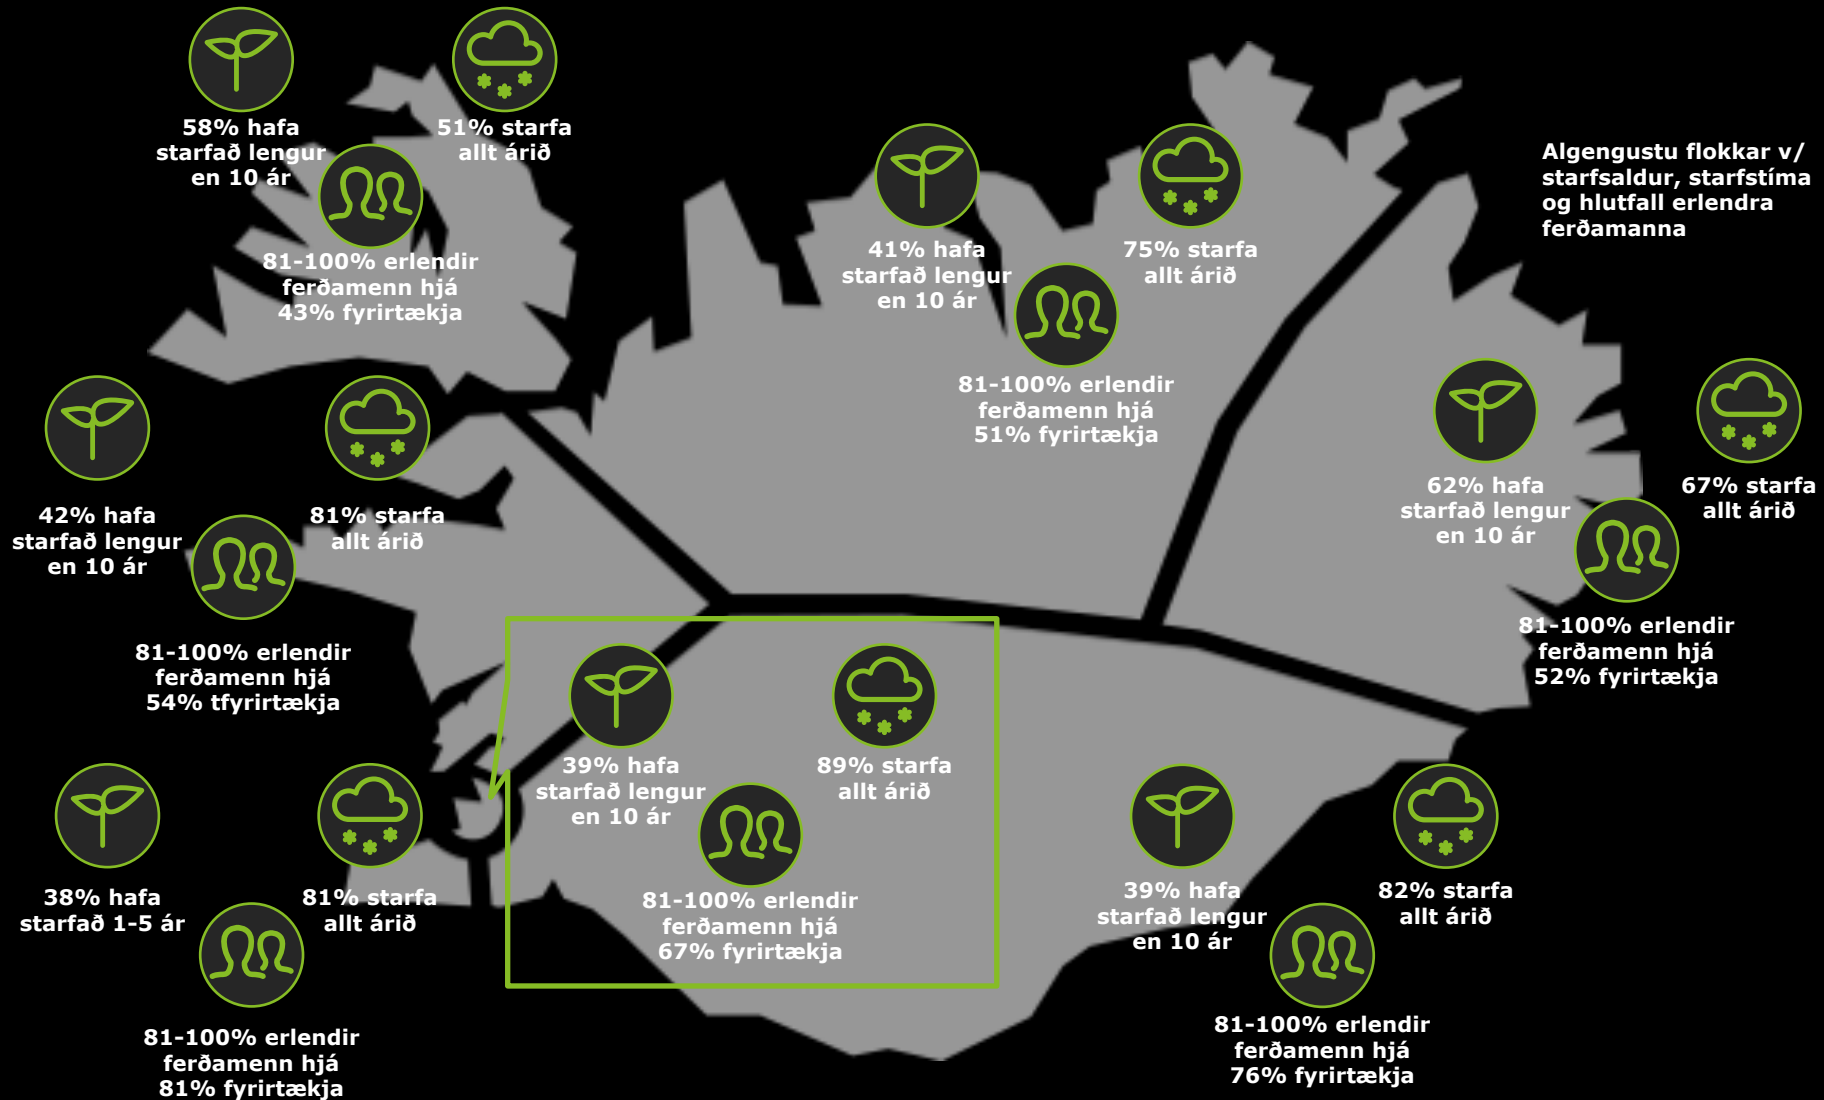 58% hafa
starfað lengur
en 10 ár
51% starfa
allt árið
81-100% erlendir
ferðamenn hjá
43% fyrirtækja
41% hafa
starfað lengur
en 10 ár
75% starfa
allt árið
81-100% erlendir
ferðamenn hjá
51% fyrirtækja
Algengustu flokkar v/
starfsaldur, starfstíma
og hlutfall erlendra
ferðamanna
62% hafa
starfað lengur
en 10 ár
67% starfa
allt árið
81-100% erlendir
ferðamenn hjá
52% fyrirtækja
42% hafa
starfað lengur
en 10 ár
81% starfa
allt árið
81-100% erlendir
ferðamenn hjá
54% tfyrirtækja
39% hafa
starfað lengur
en 10 ár
89% starfa
allt árið
81-100% erlendir
ferðamenn hjá
67% fyrirtækja
38% hafa
starfað 1-5 ár
81% starfa
allt árið
81-100% erlendir
ferðamenn hjá
81% fyrirtækja
39% hafa
starfað lengur
en 10 ár
82% starfa
allt árið
81-100% erlendir
ferðamenn hjá
76% fyrirtækja